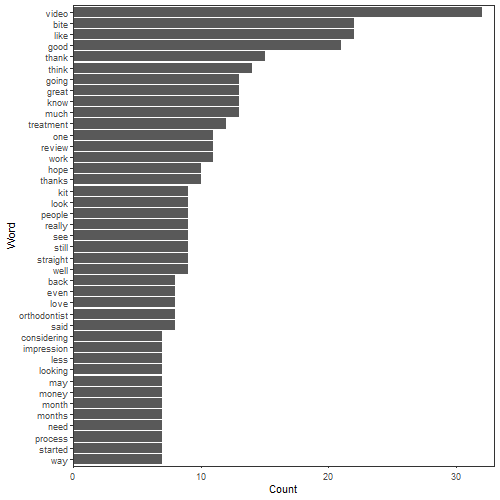 video
bite
like
good
thank
think
going
great
know
much
treatment
one
review
work
hope
thanks
kit
look
people
really
see
still
straight
well
back
even
love
orthodontist
said
considering
impression
less
looking
may
money
month
months
need
process
started
way
Word
0 10 20 30
Count